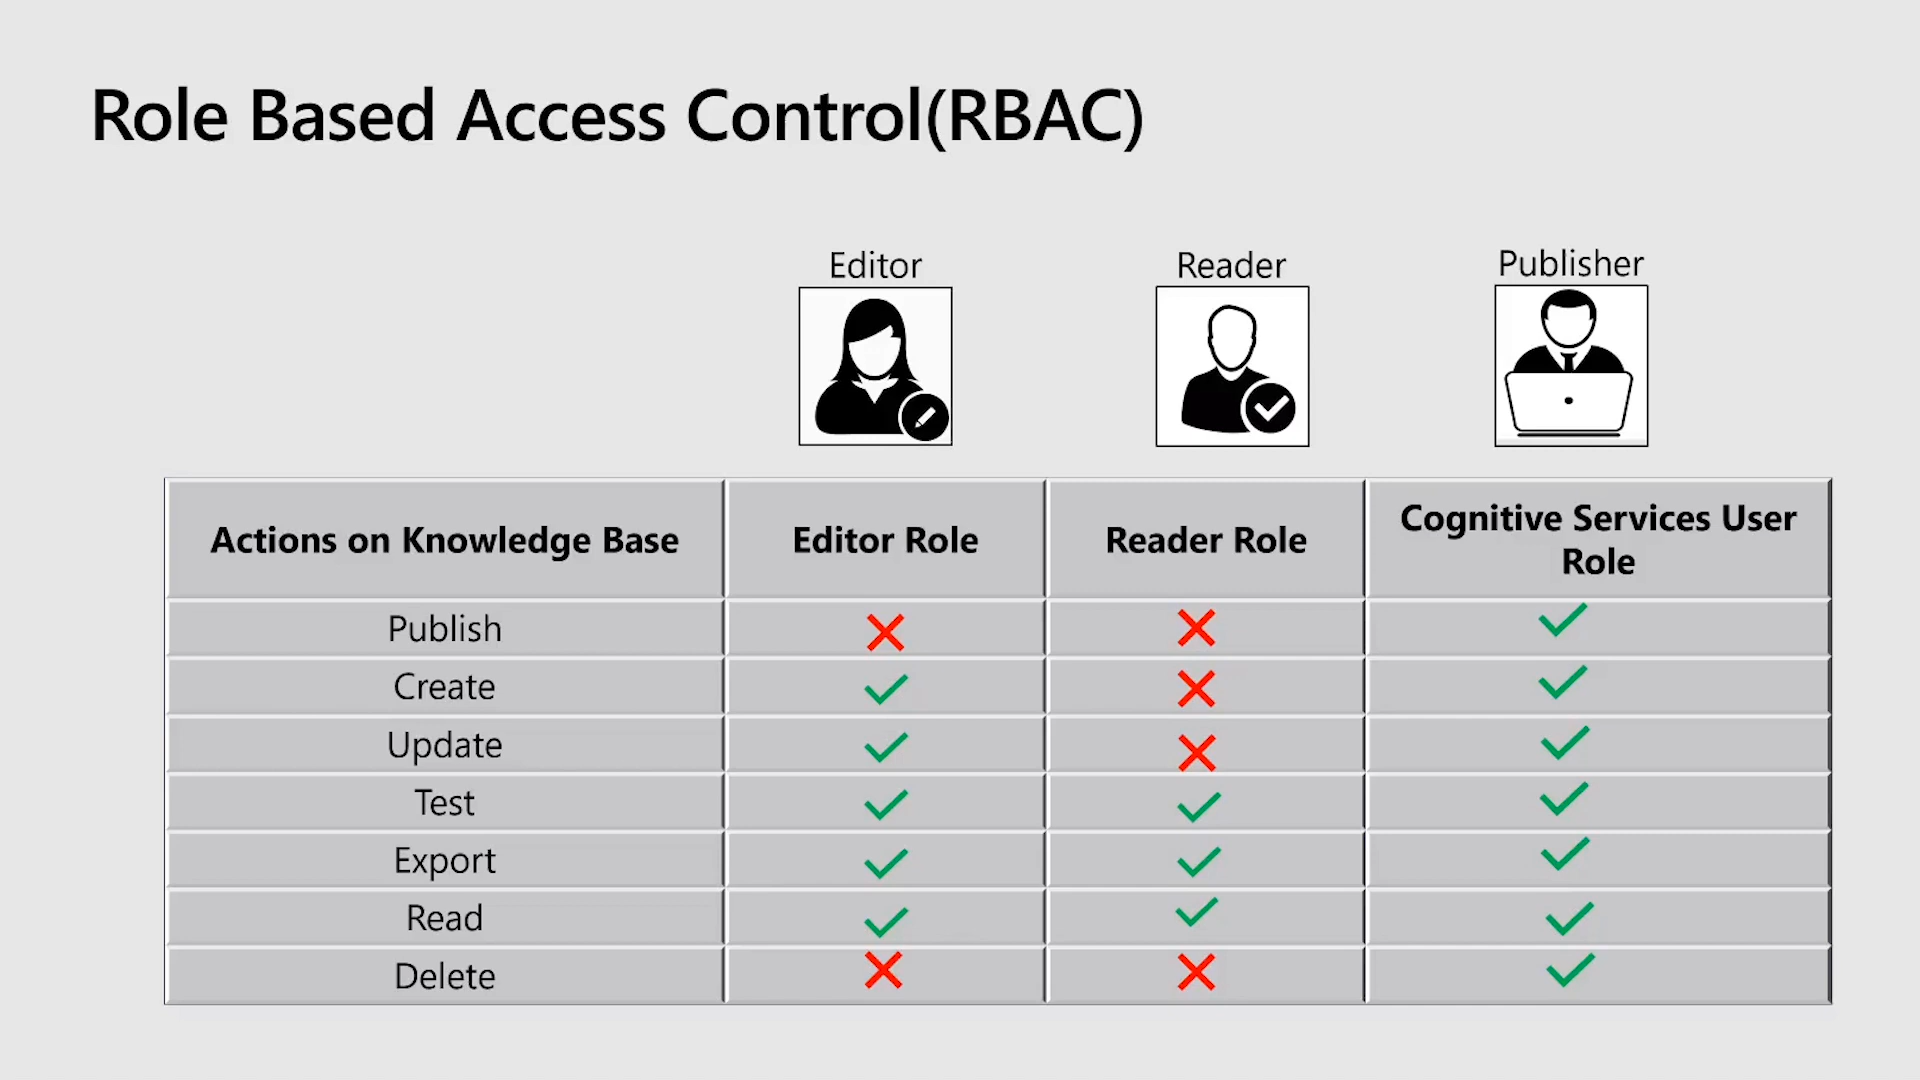 Role Based Access Control(RBAC)
Editor
Reader
Publisher
Actions on Knowledge Base
Editor Role
Reader Role
Cognitive Services User
Role
Publish
Create
Update
Test
Export
Read
Delete